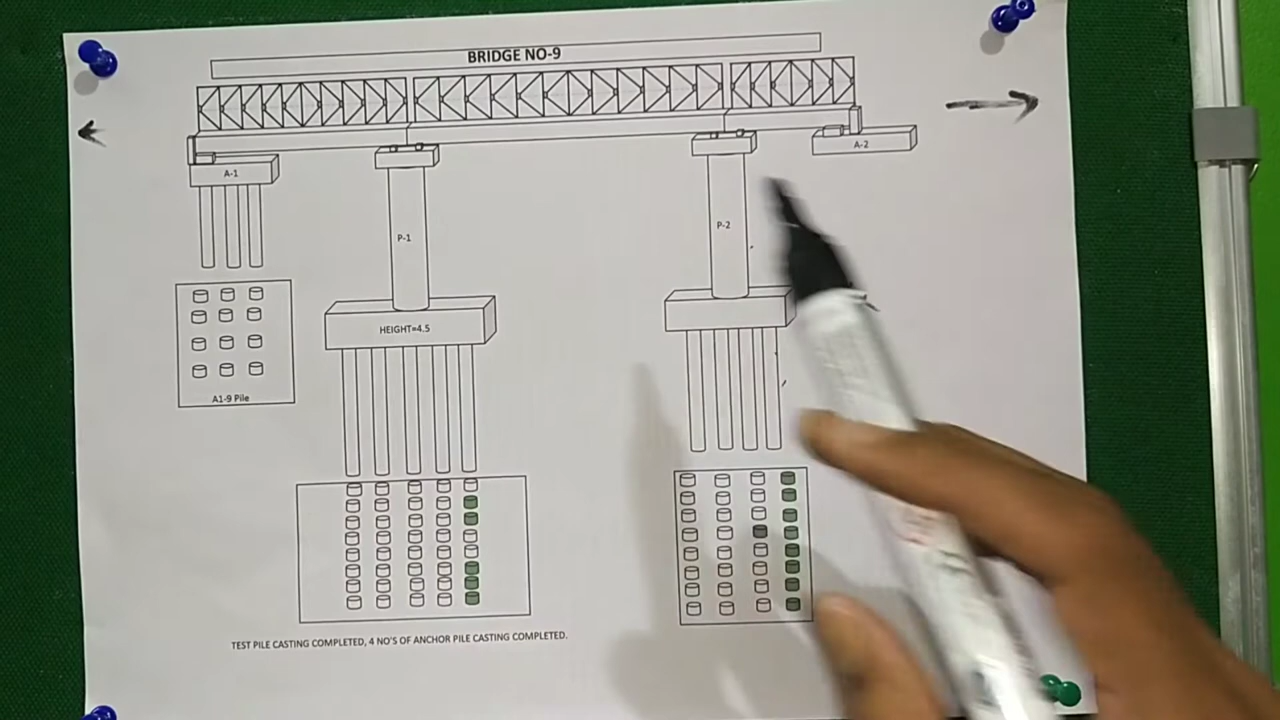 BRIDGE NO-9
A-1
A-2
P-1
P-2
HEIGHT=4.5
A1-9 Pile
TEST PILE CASTING COMPLETED, 4 NO'S OF ANCHOR PILE CASTING COMPLETED.